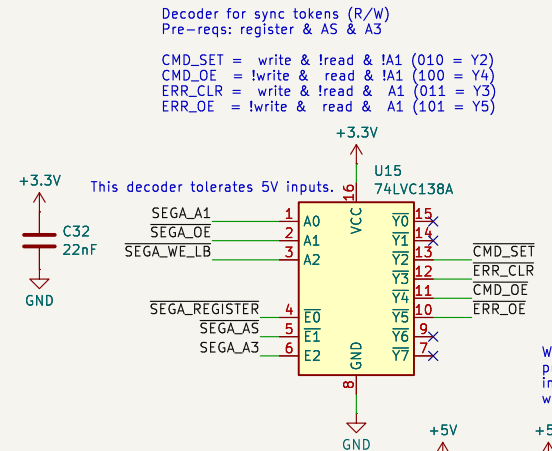 Decoder for sync tokens (R/W)
Pre-reqs: register & AS & A3
CMD_SET = write & !read & !A1 (010 = Y2)
CMD_OE = !write & read & !A1 (100 = Y4)
ERR_CLR = write & !read & A1 (011 = Y3)
ERR_OE = !write & read & A1 (101 = Y5)
+3.3V
U15
74LVC138A
This decoder tolerates 5V inputs.
+3.3V
C32
22nF
GND
16
VCC
SEGA_A1 1 A0 Y0 15
SEGA_OE 2 A1 Y1 14
SEGA_WE_LB 3 A2 Y2 13 CMD_SET
Y3 12 ERR_CLR
Y4 11 CMD_OE
SEGA_REGISTER 4 E0 Y5 10 ERR_OE
SEGA_AS 5 E1 Y6 9
SEGA_A3 6 E2 Y7 7
GND
8
GND
+5V